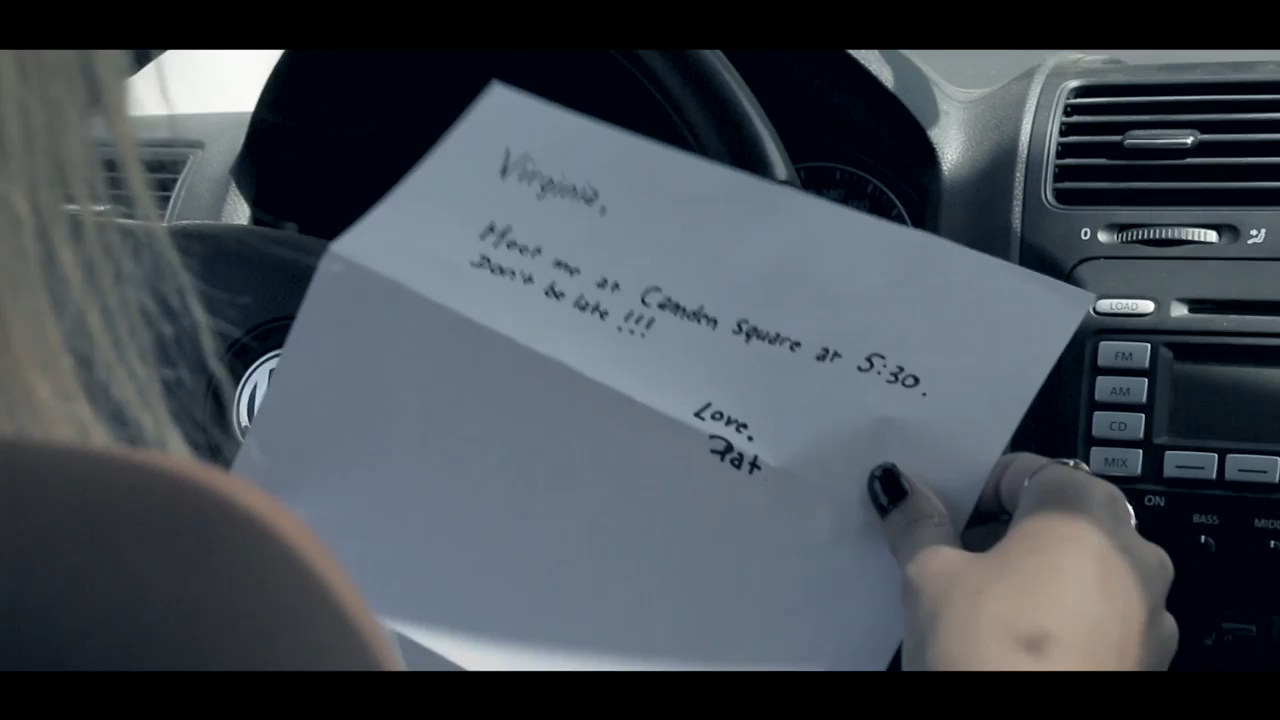 Virginia,
Meet me at Camden Square at 5:30.
Don't be late !!!
Love.
Pat
0
LOAD
FM
AM
CD
MIX
ON
BASS